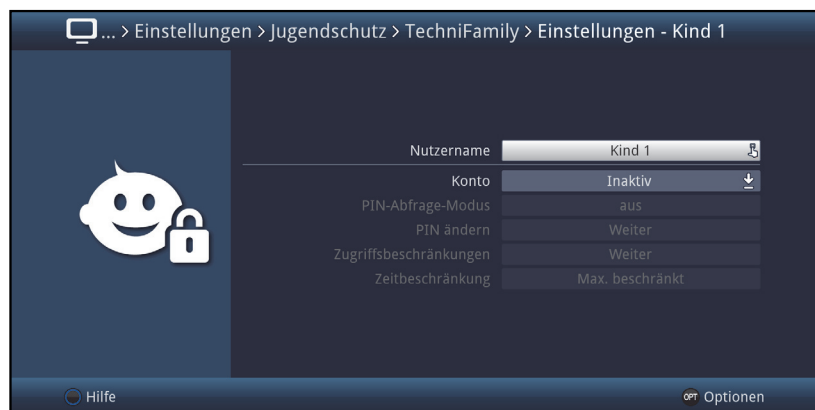 ... > Einstellungen > Jugendschutz > TechniFamily > Einstellungen - Kind 1
Nutzername Kind 1
Konto Inaktiv
PIN-Abfrage-Modus aus
PIN ändern Weiter
Zugriffsbeschränkungen Weiter
Zeitbeschränkung Max. beschränkt
Hilfe OPT Optionen